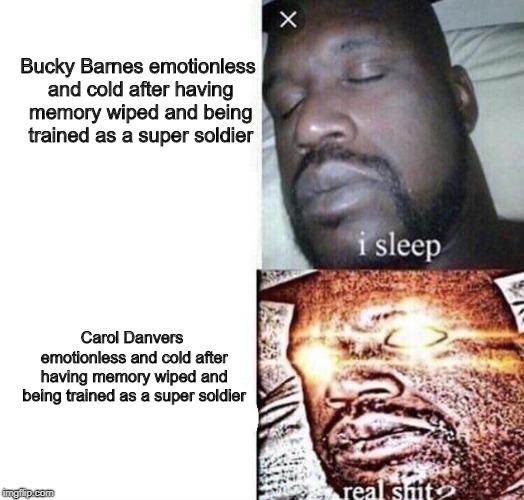 Bucky Barnes emotionless
and cold after having
memory wiped and being
trained as a super soldier
i sleep
Carol Danvers
emotionless and cold after
having memory wiped and
being trained as a super soldier
real shit?
imgflip.com